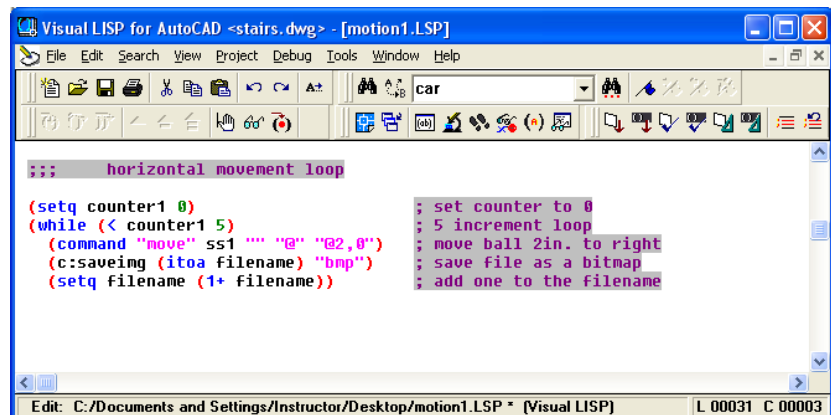 Visual LISP for AutoCAD <stairs.dwg> - [motion1.LSP]
File Edit Search View Project Debug Tools Window Help
car
;;; horizontal movement loop
(setq counter1 0) ; set counter to 0
(while (< counter1 5) ; 5 increment loop
(command "move" ss1 "" "@" "@2,0") ; move ball 2in. to right
(c:saveimg (itoa filename) "bmp") ; save file as a bitmap
(setq filename (1+ filename)) ; add one to the filename
Edit: C:/Documents and Settings/Instructor/Desktop/motion1.LSP * (Visual LISP) L 00031 C 00003